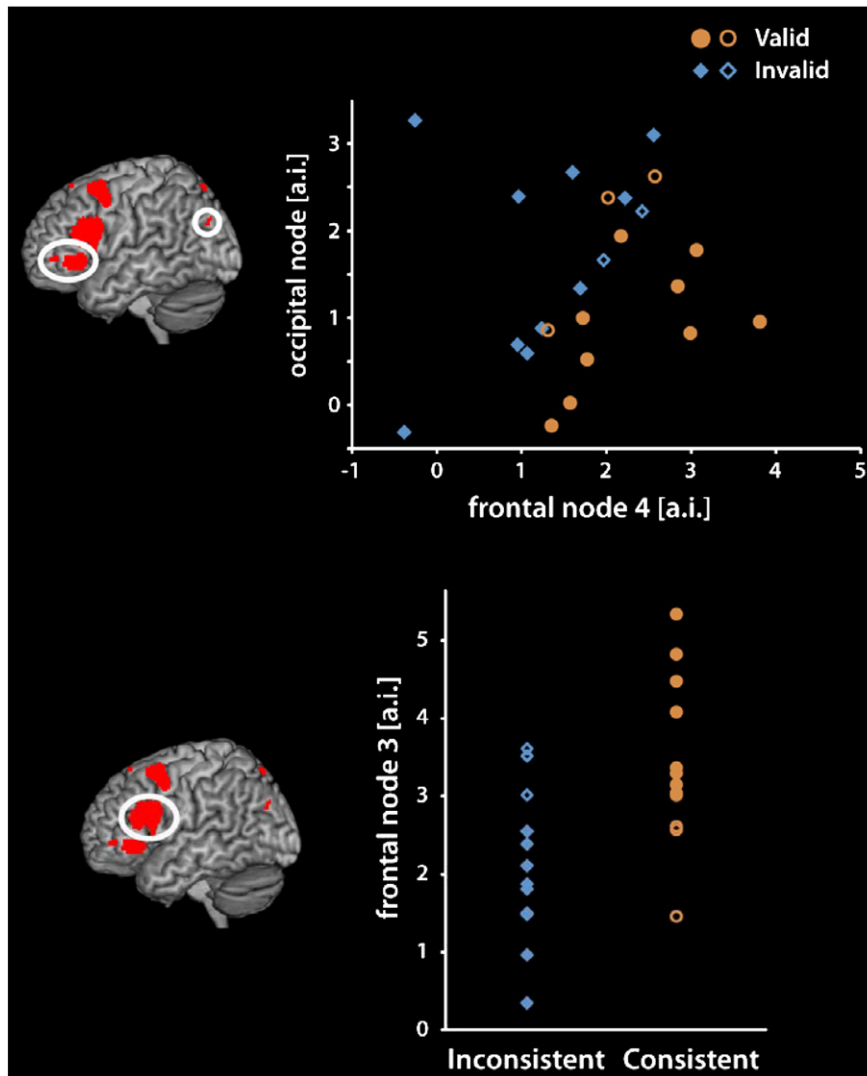 Valid
Invalid
occipital node [a.i.]
3
2
1
0
-1 0 1 2 3 4 5
frontal node 4 [a.i.]
frontal node 3 [a.i.]
5
4
3
2
1
0
Inconsistent Consistent